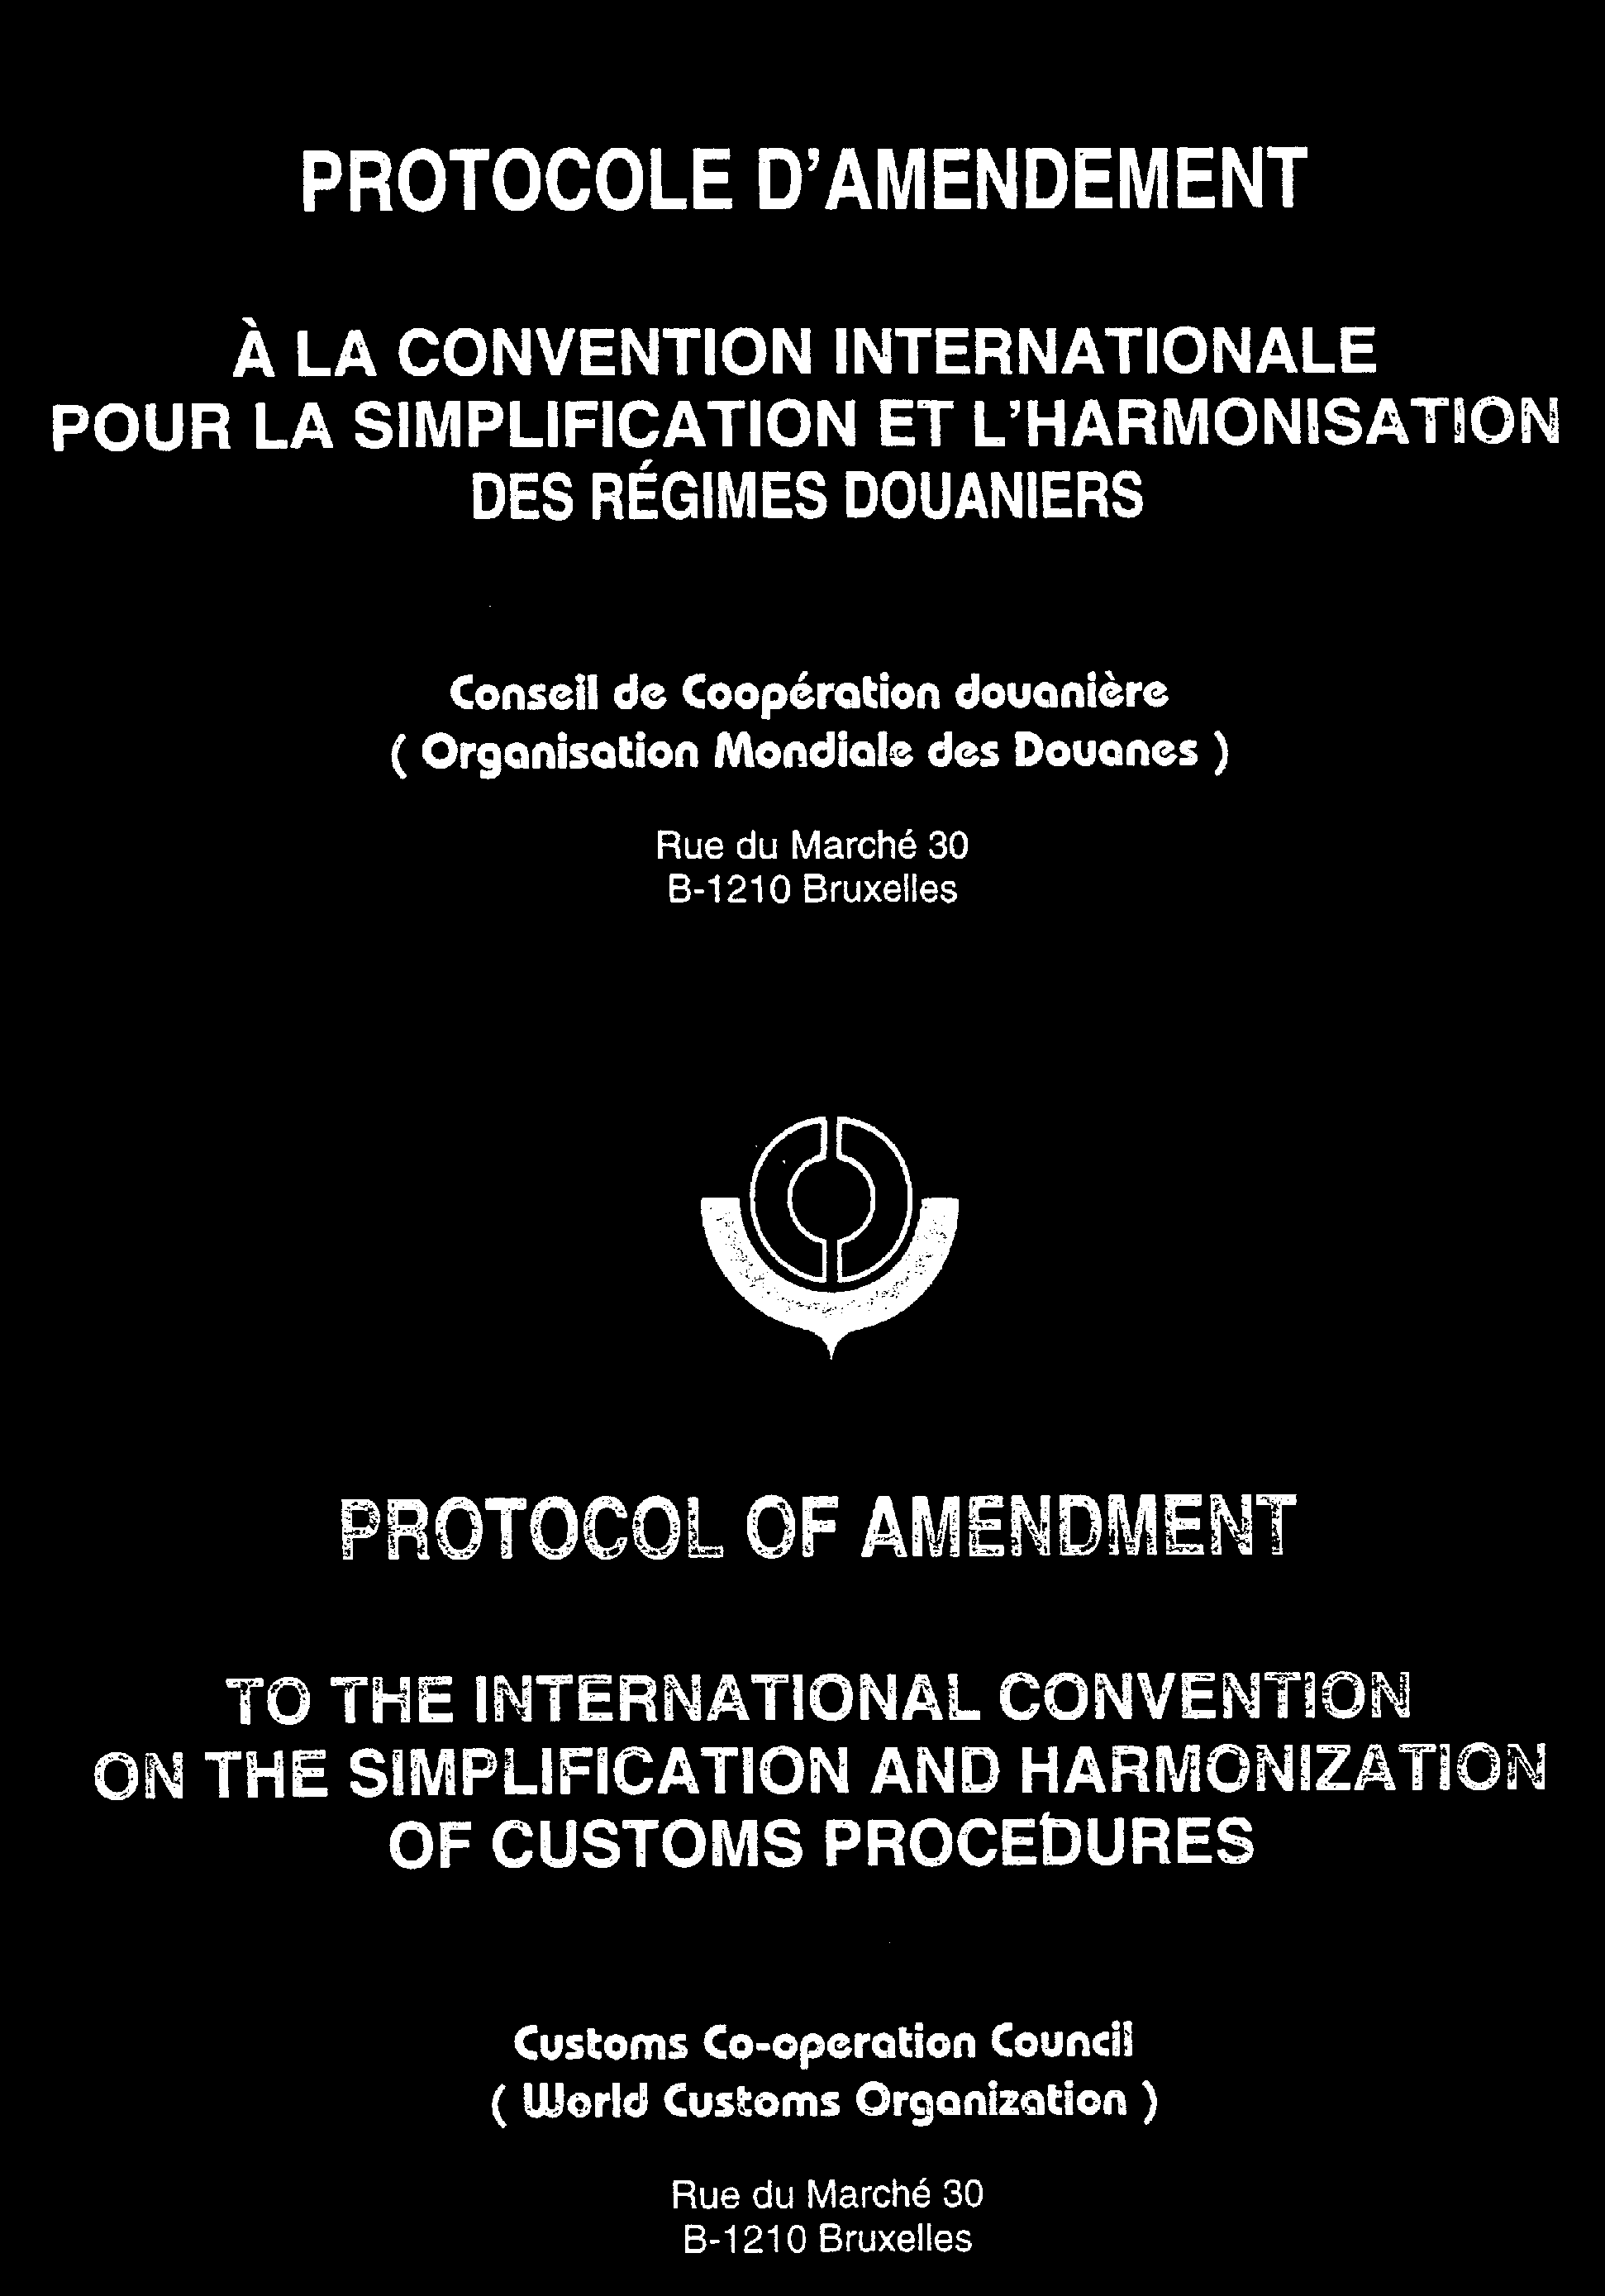 PROTOCOLE D'AMENDEMENT
À LA CONVENTION INTERNATIONALE
POUR LA SIMPLIFICATION ET L'HARMONISATION
DES RÉGIMES DOUANIERS
Conseil de Coopération douanière
( Organisation Mondiale des Douanes )
Rue du Marché 30
B-1210 Bruxelles
PROTOCOL OF AMENDMENT
TO THE INTERNATIONAL CONVENTION
ON THE SIMPLIFICATION AND HARMONIZATION
OF CUSTOMS PROCEDURES
Customs Co-operation Council
( World Customs Organization )
Rue du Marché 30
B-1210 Bruxelles